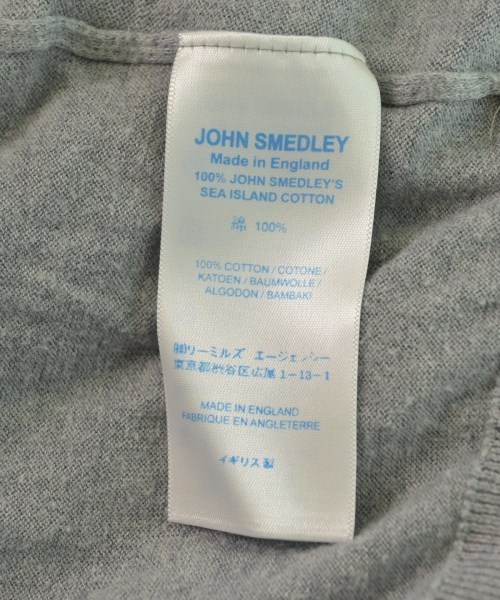 JOHN SMEDLEY
Made in England
100% JOHN SMEDLEY'S
SEA ISLAND COTTON
綿 100%
100% COTTON / COTONE /
KATOEN / BAUMWOLLE /
ALGODON / BAMBAKI
㈱リーミルズ エージェンシー
東京都渋谷区広尾1-13-1
MADE IN ENGLAND
FABRIQUE EN ANGLETERRE
イギリス製